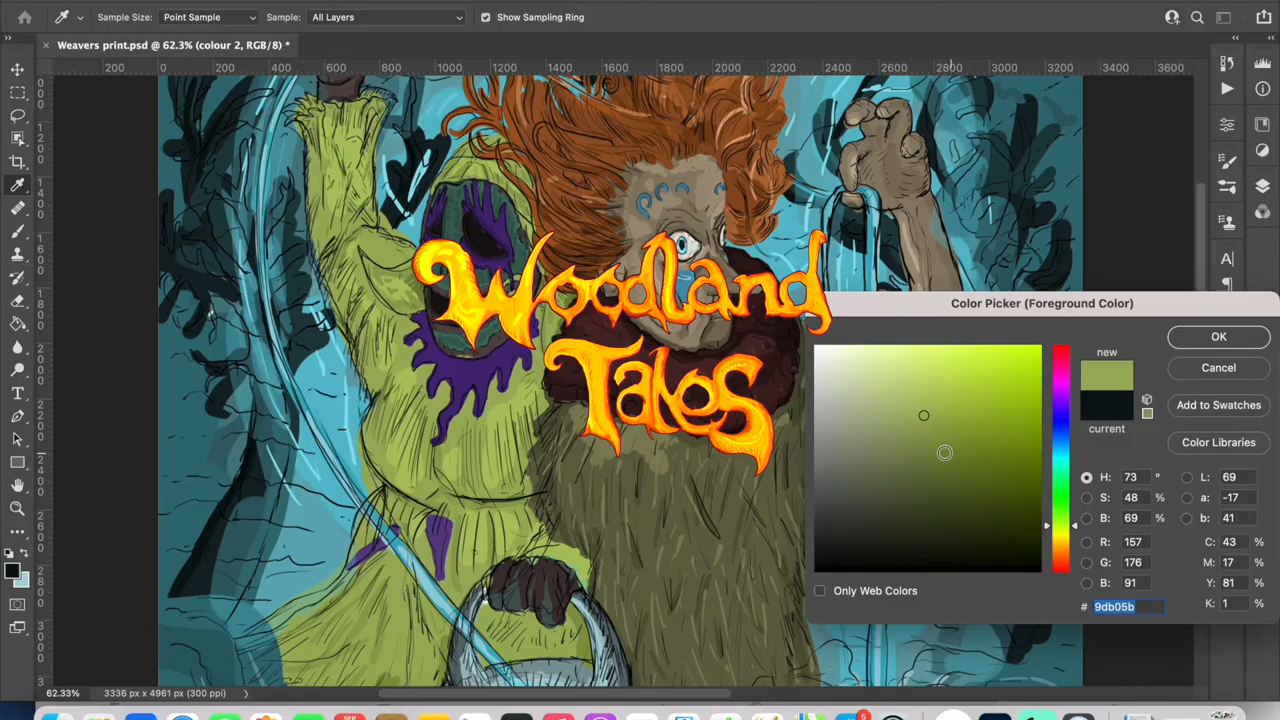 Sample Size: Point Sample Sample: All Layers Show Sampling Ring
Weavers print.psd @ 62.3% (colour 2, RGB/8) *
200 0 200 400 600 800 1000 1200 1400 1600 1800 2000 2200 2400 2600 2800 3000 3200 3400 3600
Woodland
Tales
Color Picker (Foreground Color)
new
current
OK
Cancel
Add to Swatches
Color Libraries
H: 73 ° L: 69
S: 48 % a: -17
B: 69 % b: 41
R: 157 C: 43 %
G: 176 M: 17 %
B: 91 Y: 81 %
# 9db05b K: 1 %
Only Web Colors
62.33% 3336 px x 4961 px (300 ppi)
SEP
5